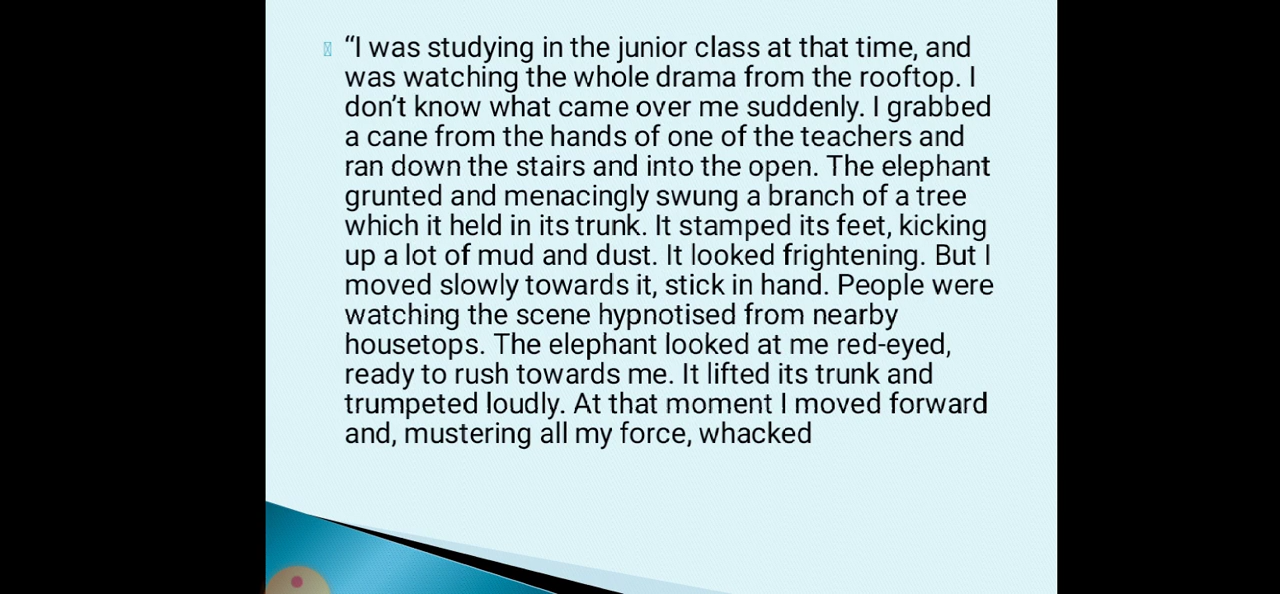 “I was studying in the junior class at that time, and
was watching the whole drama from the rooftop. I
don’t know what came over me suddenly. I grabbed
a cane from the hands of one of the teachers and
ran down the stairs and into the open. The elephant
grunted and menacingly swung a branch of a tree
which it held in its trunk. It stamped its feet, kicking
up a lot of mud and dust. It looked frightening. But I
moved slowly towards it, stick in hand. People were
watching the scene hypnotised from nearby
housetops. The elephant looked at me red-eyed,
ready to rush towards me. It lifted its trunk and
trumpeted loudly. At that moment I moved forward
and, mustering all my force, whacked